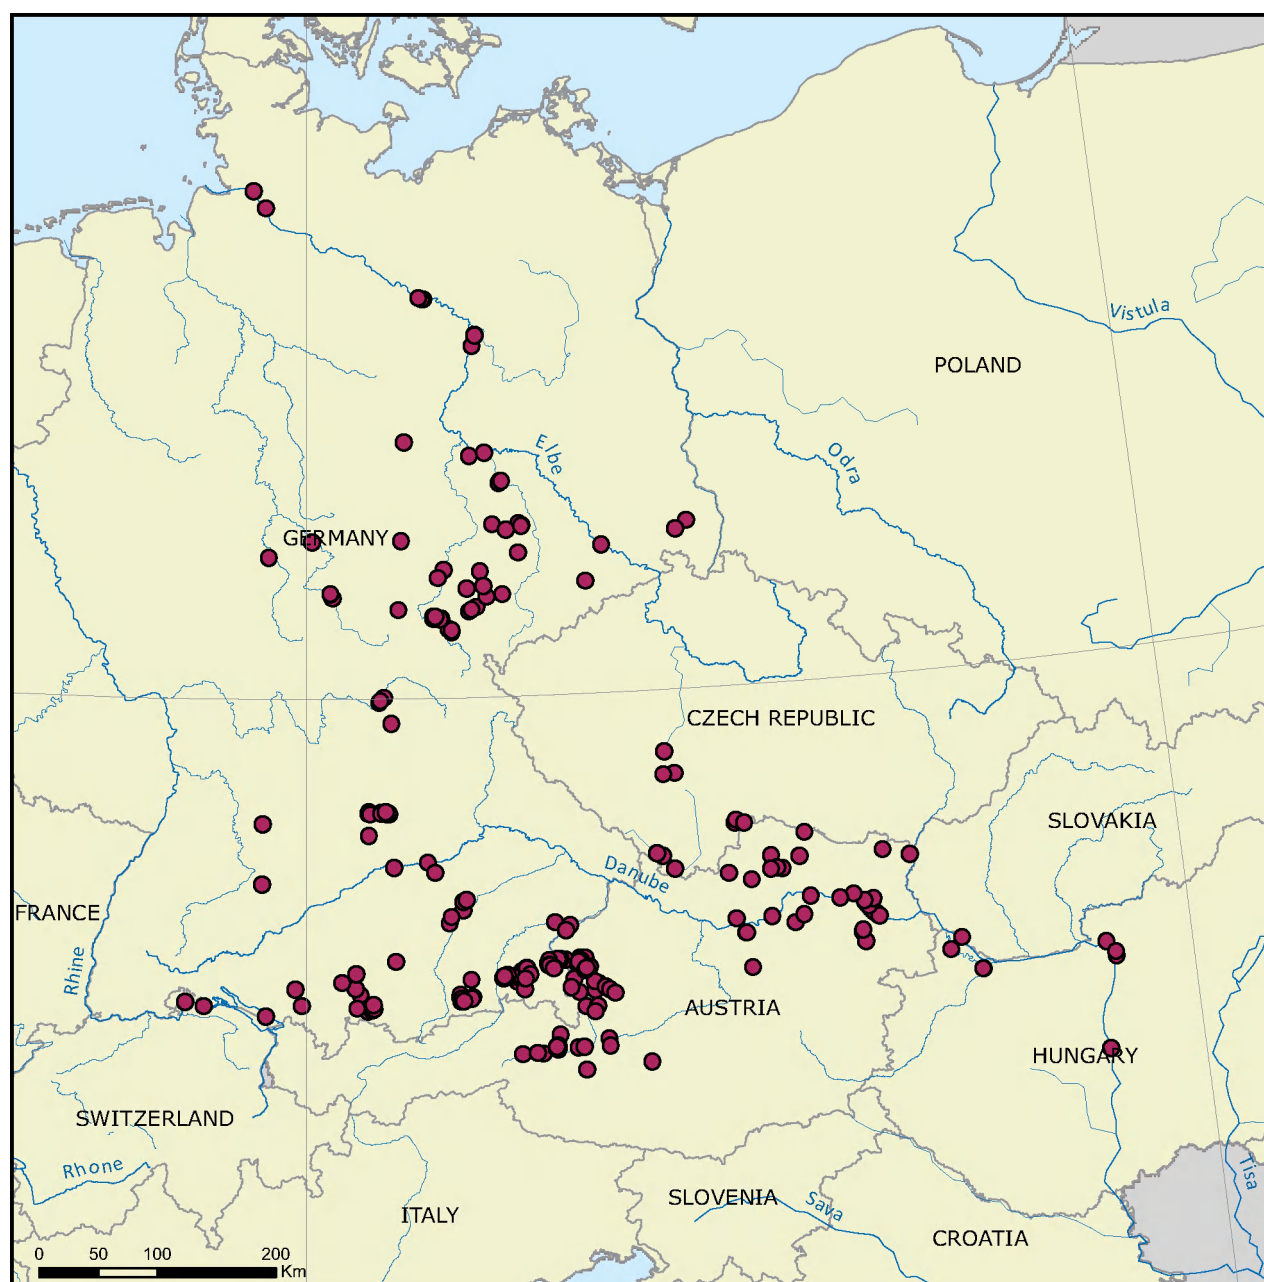 Vistula
POLAND
Elbe
Odra
GERMANY
CZECH REPUBLIC
SLOVAKIA
Danube
FRANCE
Rhine
AUSTRIA
HUNGARY
SWITZERLAND
Rhone
Tisa
SLOVENIA
Sava
ITALY
CROATIA
0 50 100 200
Km